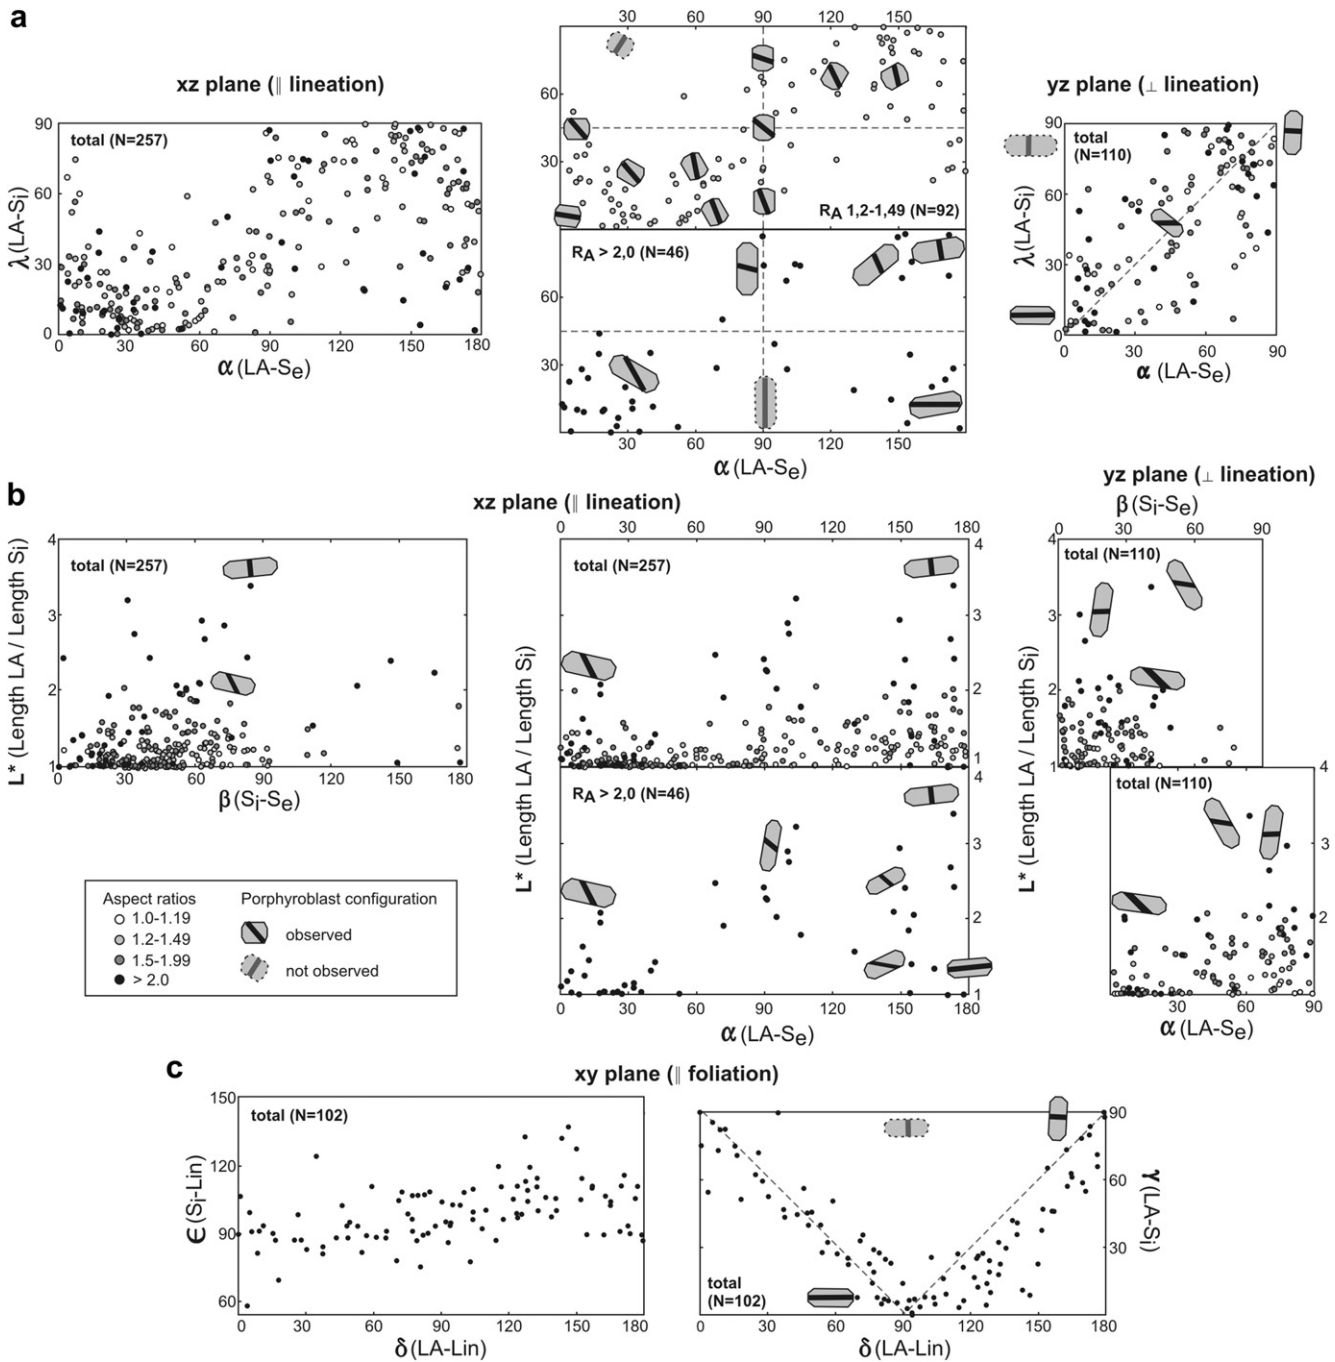 a
xz plane (∥ lineation)
total (N=257)
90
60
30
0
λ(LA-Si)
0 30 60 90 120 150 180
α(LA-Se)
30 60 90 120 150
60
30
RA 1,2-1,49 (N=92)
RA > 2,0 (N=46)
60
30
30 60 90 120 150
α(LA-Se)
yz plane (⊥ lineation)
total
(N=110)
90
60
30
0
λ(LA-Si)
0 30 60 90
α (LA-Se)
b
xz plane (∥ lineation)
yz plane (⊥ lineation)
total (N=257)
4
3
2
1
L* (Length LA / Length Si)
0 30 60 90 120 150 180
β(Si-Se)
0 30 60 90 120 150 180
total (N=257)
4
3
2
1
L* (Length LA / Length Si)
RA > 2,0 (N=46)
4
3
2
1
0 30 60 90 120 150 180
α(LA-Se)
β(Si-Se)
0 30 60 90
total (N=110)
4
3
2
1
L* (Length LA / Length Si)
total (N=110)
4
3
2
1
30 60 90
α(LA-Se)
Aspect ratios
1.0-1.19
1.2-1.49
1.5-1.99
> 2.0
Porphyroblast configuration
observed
not observed
c
xy plane (∥ foliation)
total (N=102)
150
120
90
60
ϵ(Si-Lin)
0 30 60 90 120 150 180
δ(LA-Lin)
total
(N=102)
90
60
30
γ(LA-Si)
0 30 60 90 120 150 180
δ(LA-Lin)